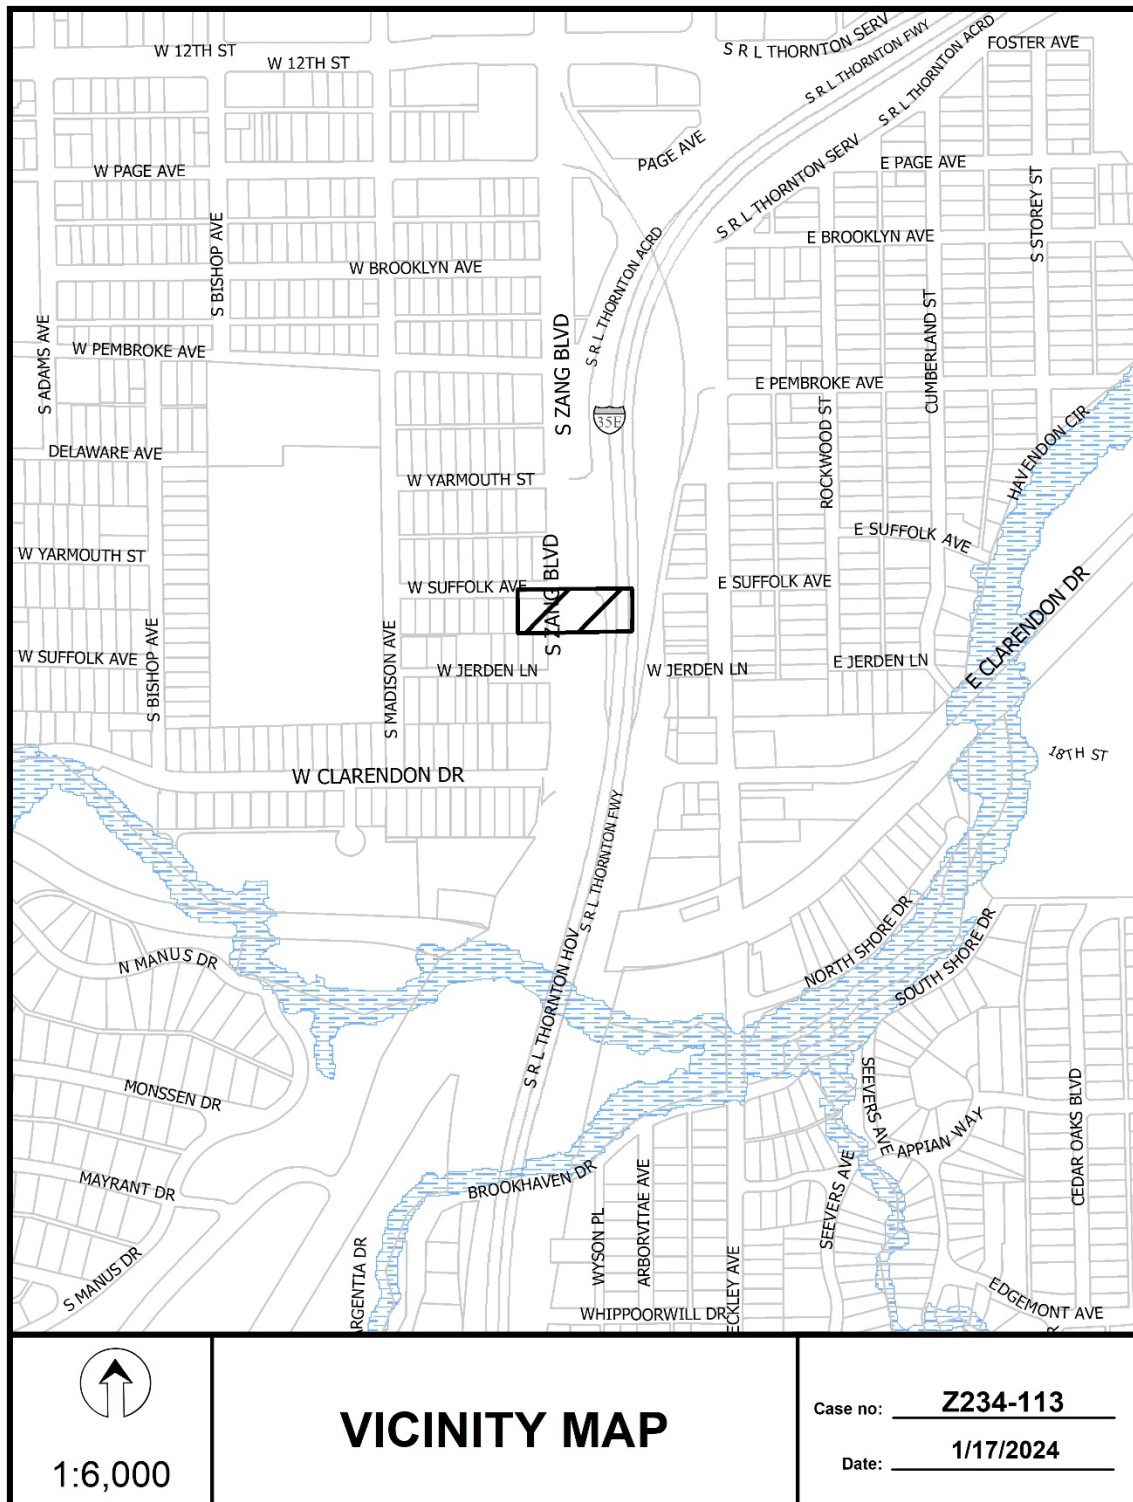 W 12TH ST
W 12TH ST
S R L THORNTON SERV
S R L THORNTON FWY
S R L THORNTON ACRD
FOSTER AVE
W PAGE AVE
PAGE AVE
S R L THORNTON SERV
E PAGE AVE
S BISHOP AVE
S STOREY ST
E BROOKLYN AVE
W BROOKLYN AVE
S R L THORNTON ACRD
S ADAMS AVE
W PEMBROKE AVE
S ZANG BLVD
E PEMBROKE AVE
CUMBERLAND ST
35E
ROCKWOOD ST
HAVENDON CIR
DELAWARE AVE
W YARMOUTH ST
W YARMOUTH ST
S ZANG BLVD
E SUFFOLK AVE
W SUFFOLK AVE
E SUFFOLK AVE
E CLARENDON DR
W SUFFOLK AVE
S BISHOP AVE
S MADISON AVE
W JERDEN LN
W JERDEN LN
E JERDEN LN
18TH ST
W CLARENDON DR
S R L THORNTON FWY
N MANUS DR
S R L THORNTON HOV
NORTH SHORE DR
SOUTH SHORE DR
MONSSEN DR
SEEVERS AVE
APPIAN WAY
CEDAR OAKS BLVD
MAYRANT DR
BROOKHAVEN DR
SEEVERS AVE
WYSON PL
ARBORVITAE AVE
ECKLEY AVE
S MANUS DR
ARGENTIA DR
WHIPPOORWILL DR
EDGEMONT AVE
R
1:6,000
VICINITY MAP
Case no: Z234-113
Date: 1/17/2024